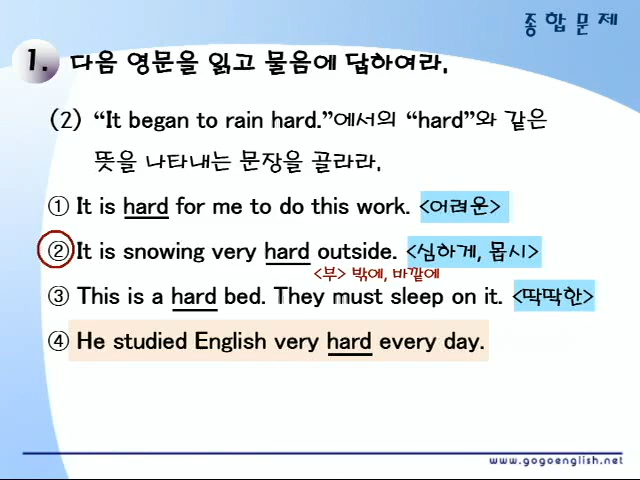 종합문제
1. 다음 영문을 읽고 물음에 답하여라.
(2) “It began to rain hard.”에서의 “hard”와 같은
뜻을 나타내는 문장을 골라라.
① It is hard for me to do this work. <어려운>
② It is snowing very hard outside. <심하게, 몹시>
<부> 밖에, 바깥에
③ This is a hard bed. They must sleep on it. <딱딱한>
④ He studied English very hard every day.
www.gogoenglish.net